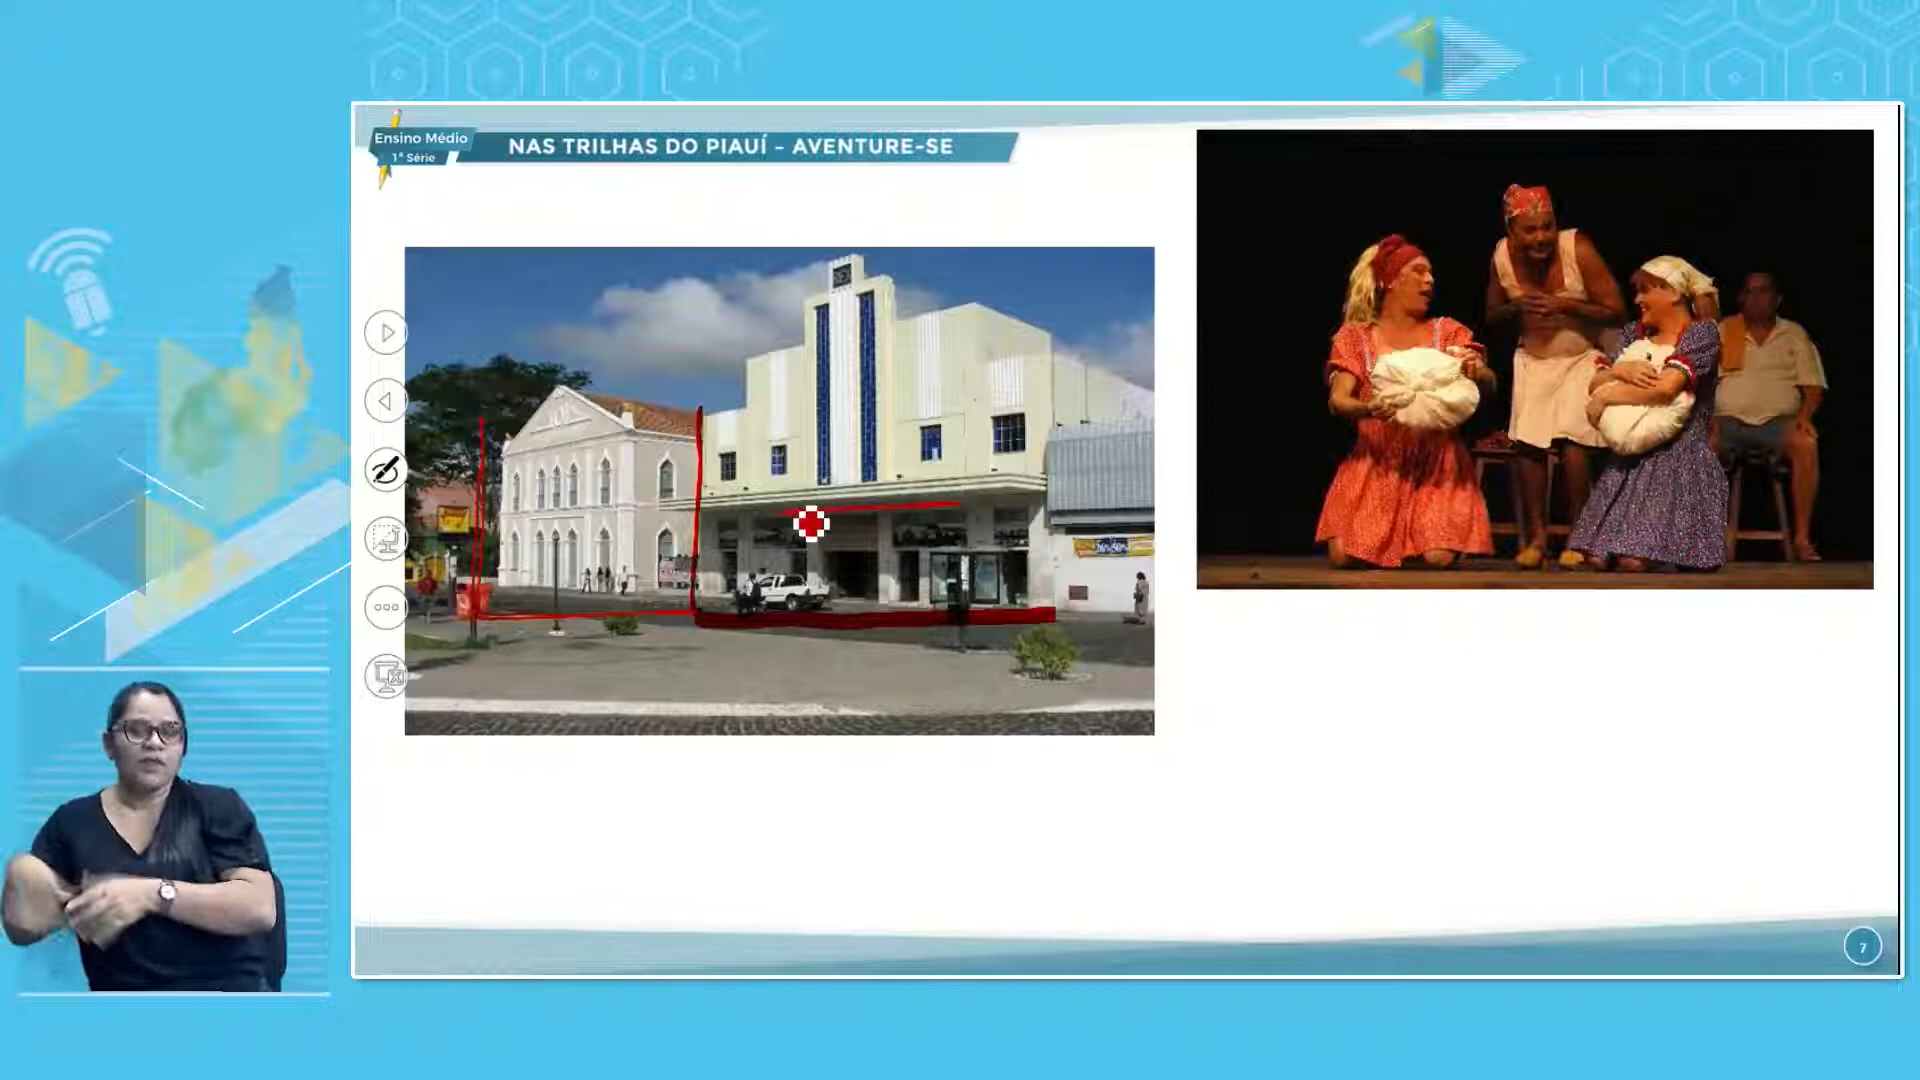 Ensino Médio
1ª Série
NAS TRILHAS DO PIAUÍ – AVENTURE-SE
7